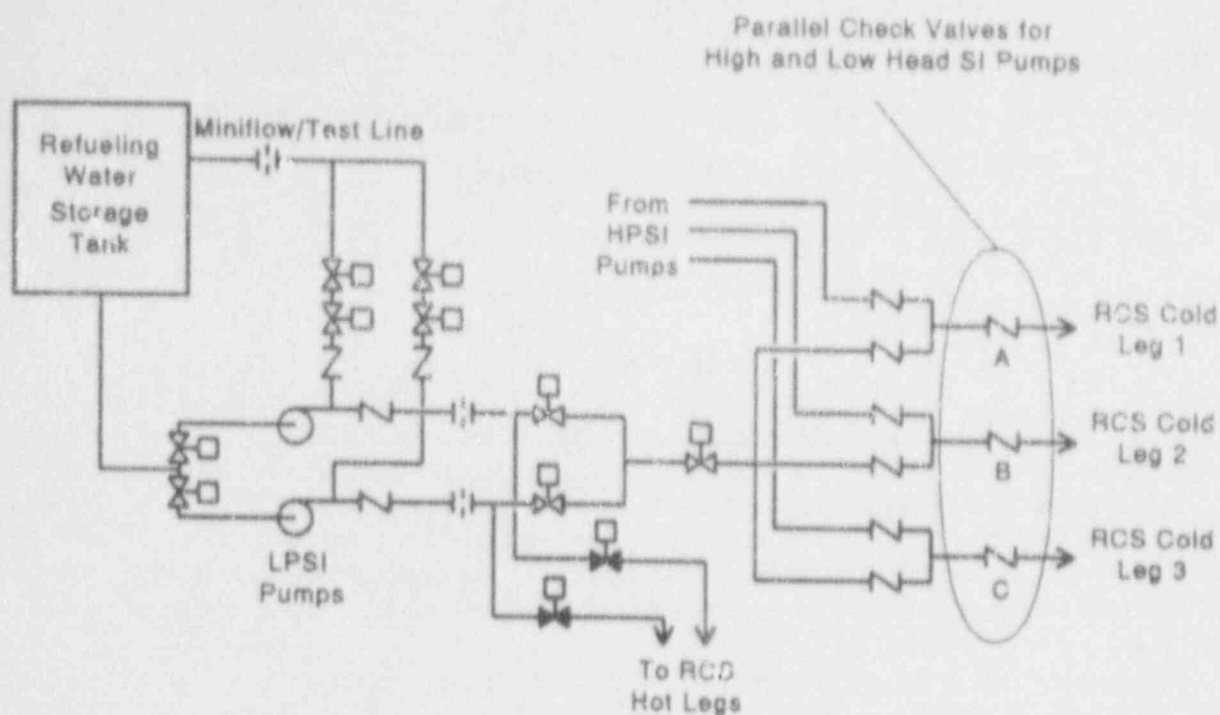 Parallel Check Valves for
High and Low Head SI Pumps
Refueling
Water
Storage
Tank
Miniflow/Test Line
From
HPSI
Pumps
RCS Cold
Leg 1
A
RCS Cold
Leg 2
B
RCS Cold
Leg 3
C
LPSI
Pumps
To RCS
Hot Legs